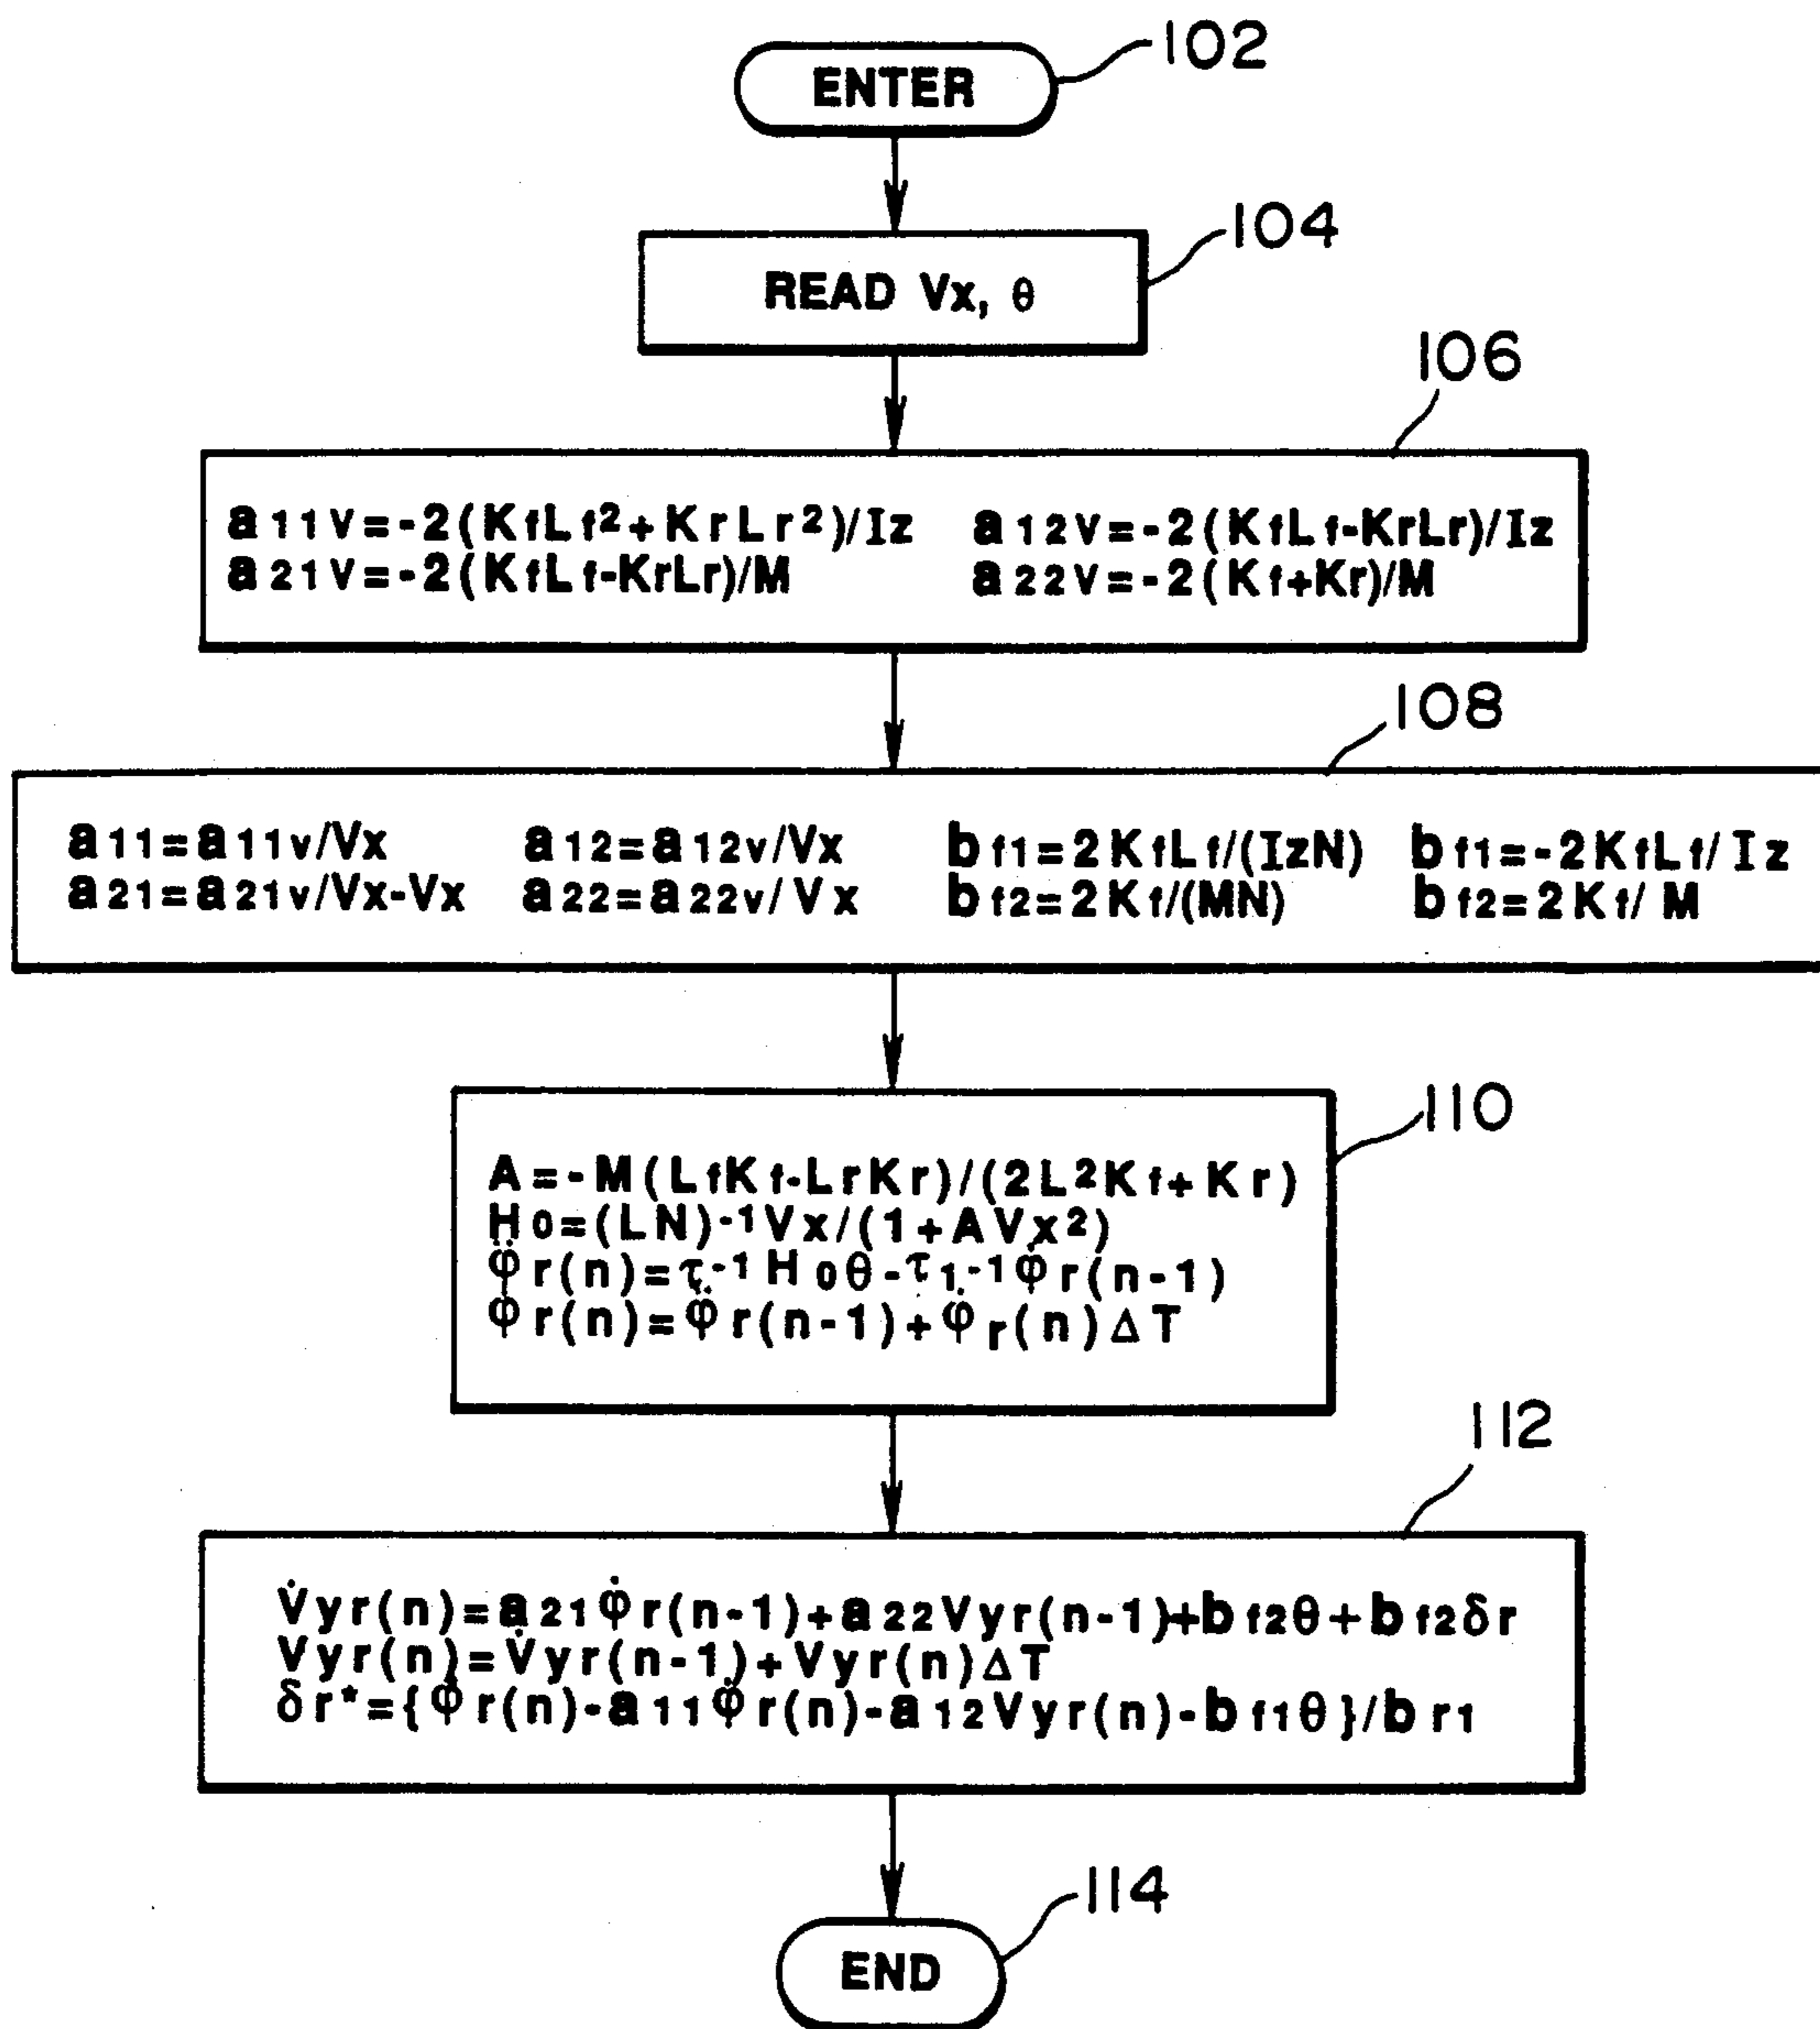 102
ENTER
104
READ Vx, θ
106
a11V=-2(KfLf²+KrLr²)/Iz a12V=-2(KfLf-KrLr)/Iz
a21V=-2(KfLf-KrLr)/M a22V=-2(Kf+Kr)/M
108
a11=a11v/Vx a12=a12v/Vx bf1=2KfLf/(IzN) bf1=-2KfLf/Iz
a21=a21v/Vx-Vx a22=a22v/Vx bf2=2Kf/(MN) bf2=2Kf/M
110
A=-M(LfKf-LrKr)/(2L²Kf+Kr)
H0=(LN)⁻¹Vx/(1+AVx²)
φ̈r(n)=τ⁻¹H0θ-τ1⁻¹φ̇r(n-1)
φ̇r(n)=φ̈r(n-1)+φ̇r(n)ΔT
112
V̇yr(n)=a21φ̇r(n-1)+a22Vyr(n-1)+bf2θ+bf2δr
Vyr(n)=V̇yr(n-1)+Vyr(n)ΔT
δr*={φ̇r(n)-a11φ̈r(n)-a12Vyr(n)-bf1θ}/br1
114
END